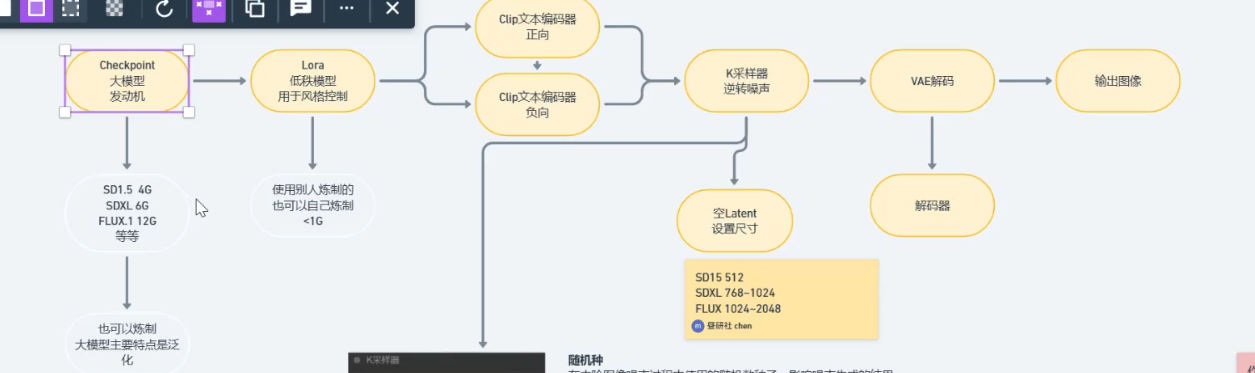 Checkpoint
大模型
发动机
Lora
低秩模型
用于风格控制
Clip文本编码器
正向
Clip文本编码器
负向
K采样器
逆转噪声
VAE解码
输出图像
SD1.5 4G
SDXL 6G
FLUX.1 12G
等等
使用别人炼制的
也可以自己炼制
<1G
空Latent
设置尺寸
解码器
SD15 512
SDXL 768~1024
FLUX 1024~2048
m 昼研社 chen
也可以炼制
大模型主要特点是泛
化
K采样器
随机种